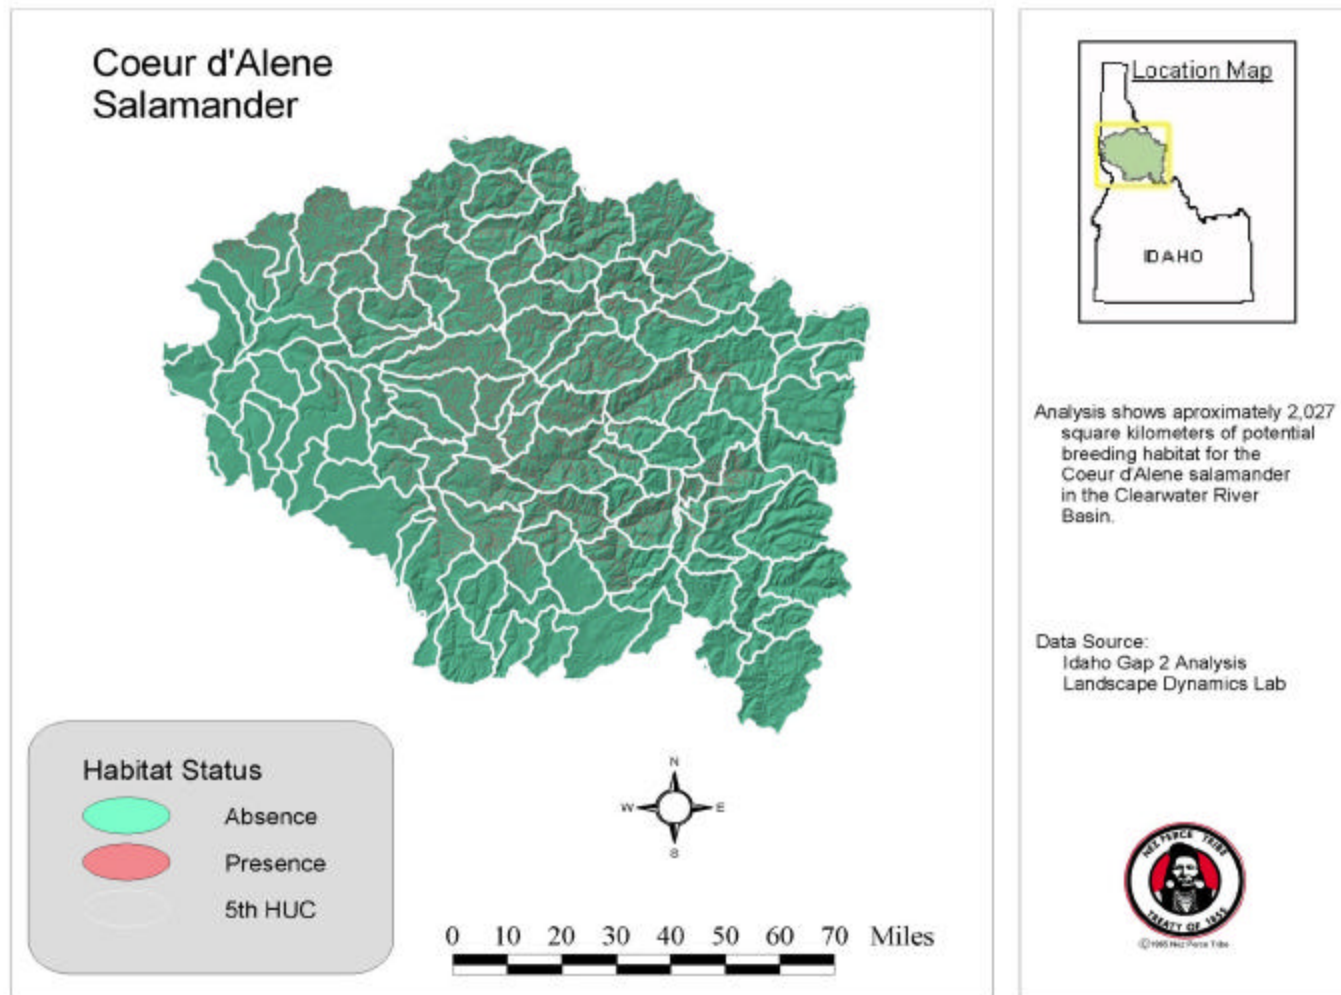 Coeur d'Alene
Salamander
Location Map
IDAHO
Analysis shows aproximately 2,027
square kilometers of potential
breeding habitat for the
Coeur d'Alene salamander
in the Clearwater River
Basin.
Data Source:
Idaho Gap 2 Analysis
Landscape Dynamics Lab
Habitat Status
Absence
Presence
5th HUC
N
W E
S
0 10 20 30 40 50 60 70 Miles
NEZ PERCE TRIBE
TREATY OF 1855
Nez Perce Tribe